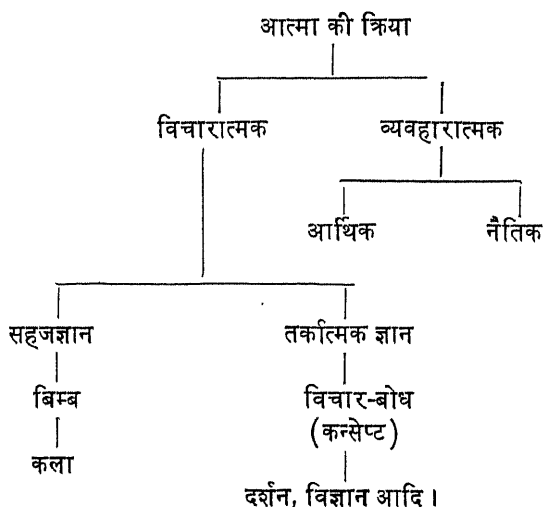 आत्मा की क्रिया
विचारात्मक व्यवहारात्मक
आर्थिक नैतिक
सहजज्ञान तर्कात्मक ज्ञान
बिम्ब विचार-बोध
(कन्सेप्ट)
कला
दर्शन, विज्ञान आदि ।